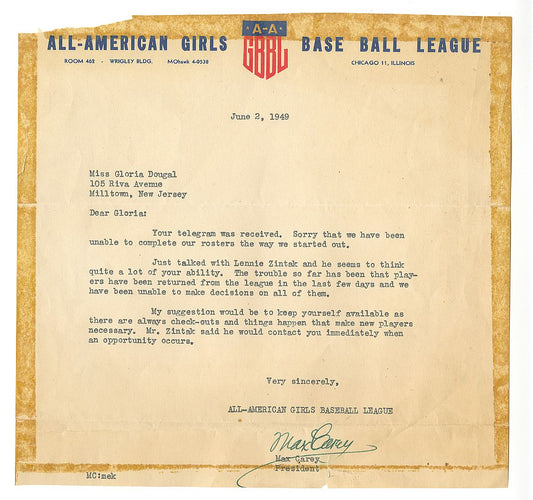 ALL-AMERICAN GIRLS A-A GBBL BASE BALL LEAGUE
ROOM 462 - WRIGLEY BLDG. MOhawk 4-0538 CHICAGO 11, ILLINOIS
June 2, 1949
Miss Gloria Dougal
105 Riva Avenue
Milltown, New Jersey
Dear Gloria:
Your telegram was received. Sorry that we have been
unable to complete our rosters the way we started out.
Just talked with Lennie Zintak and he seems to think
quite a lot of your ability. The trouble so far has been that play-
ers have been returned from the league in the last few days and we
have been unable to make decisions on all of them.
My suggestion would be to keep yourself available as
there are always check-outs and things happen that make new players
necessary. Mr. Zintak said he would contact you immediately when
an opportunity occurs.
Very sincerely,
ALL-AMERICAN GIRLS BASEBALL LEAGUE
Max Carey
Max Carey
President
MC:mek